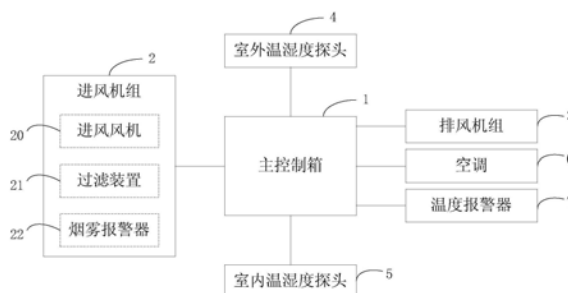 4
室外温湿度探头
2
进风机组
20
进风风机
21
过滤装置
22
烟雾报警器
1
主控制箱
排风机组
空调
温度报警器
室内温湿度探头
5